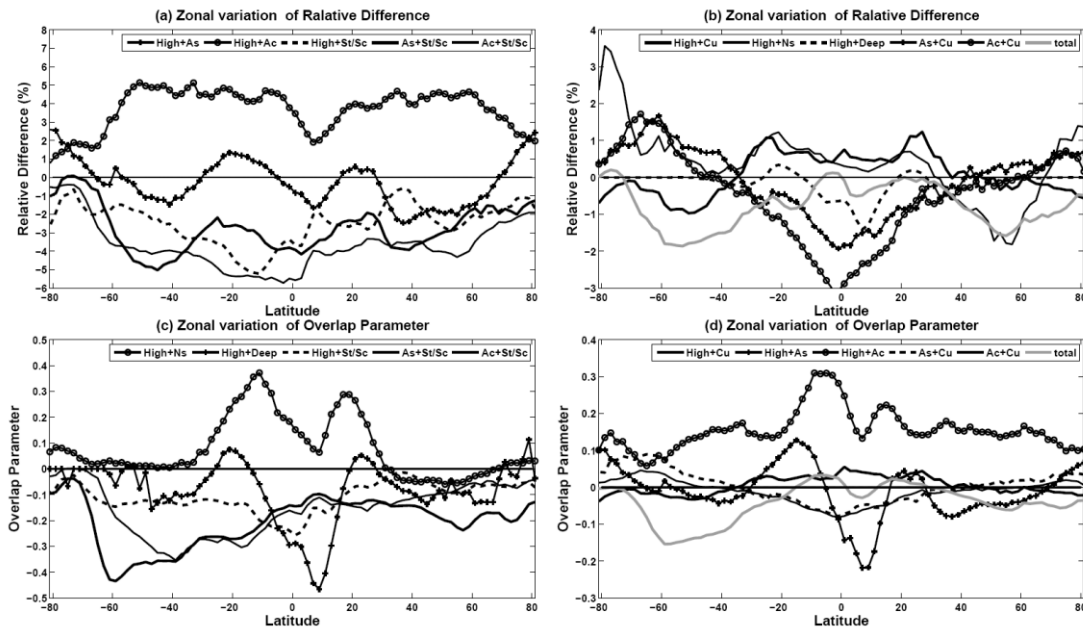 (a) Zonal variation of Ralative Difference
High+As High+Ac High+St/Sc As+St/Sc Ac+St/Sc
Relative Difference (%)
8
7
6
5
4
3
2
1
0
−1
−2
−3
−4
−5
−6
−80 −60 −40 −20 0 20 40 60 80
Latitude
(b) Zonal variation of Ralative Difference
High+Cu High+Ns High+Deep As+Cu Ac+Cu total
Relative Difference (%)
4
3
2
1
0
−1
−2
−3
−80 −60 −40 −20 0 20 40 60 80
Latitude
(c) Zonal variation of Overlap Parameter
High+Ns High+Deep High+St/Sc As+St/Sc Ac+St/Sc
Overlap Parameter
0.5
0.4
0.3
0.2
0.1
0
−0.1
−0.2
−0.3
−0.4
−0.5
−80 −60 −40 −20 0 20 40 60 80
Latitude
(d) Zonal variation of Overlap Parameter
High+Cu High+As High+Ac As+Cu Ac+Cu total
Overlap Parameter
0.4
0.3
0.2
0.1
0
−0.1
−0.2
−0.3
−80 −60 −40 −20 0 20 40 60 80
Latitude